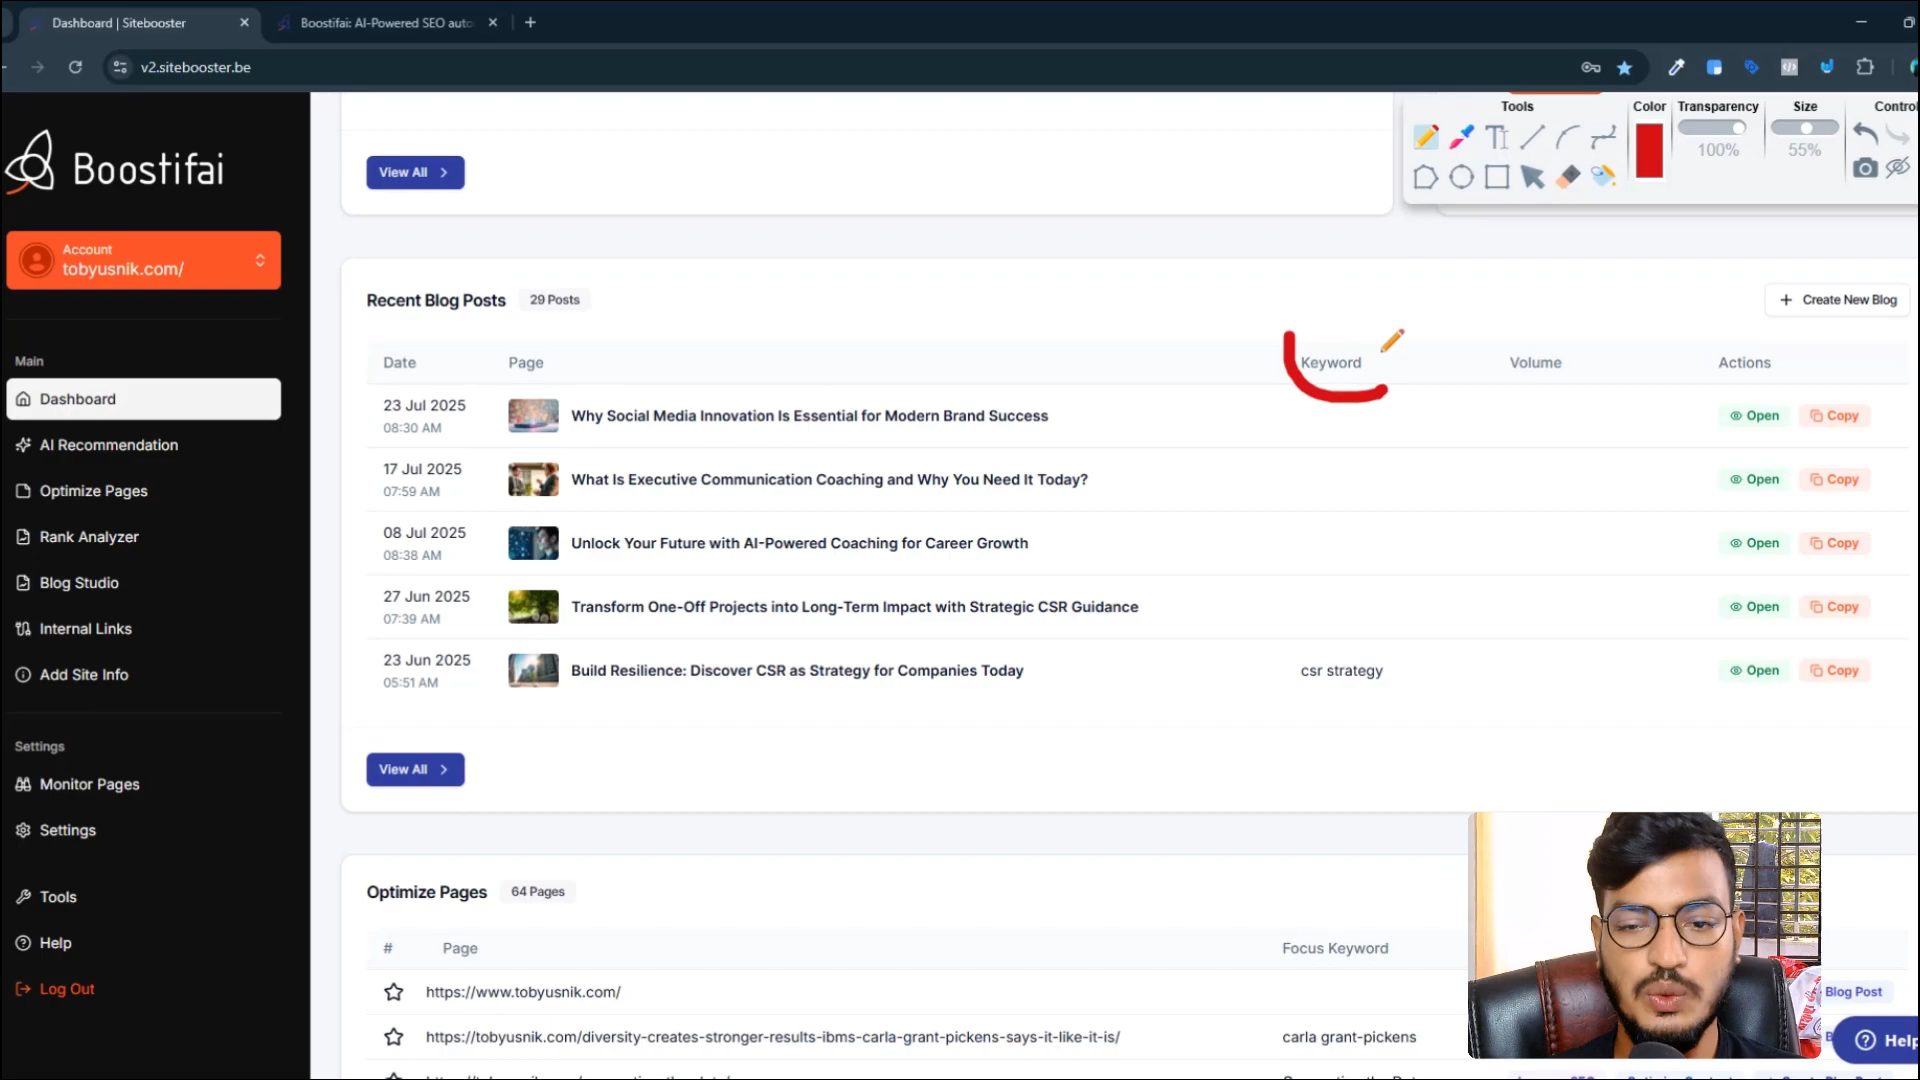 Dashboard | Sitebooster
Boostifai: AI-Powered SEO auto
v2.sitebooster.be
Tools Color Transparency Size Control
100% 55%
Boostifai
Account
tobyusnik.com/
Main
Dashboard
AI Recommendation
Optimize Pages
Rank Analyzer
Blog Studio
Internal Links
Add Site Info
Settings
Monitor Pages
Settings
Tools
Help
Log Out
View All
Recent Blog Posts 29 Posts
Create New Blog
Date Page Keyword Volume Actions
23 Jul 2025
08:30 AM
Why Social Media Innovation Is Essential for Modern Brand Success
Open Copy
17 Jul 2025
07:59 AM
What Is Executive Communication Coaching and Why You Need It Today?
Open Copy
08 Jul 2025
08:38 AM
Unlock Your Future with AI-Powered Coaching for Career Growth
Open Copy
27 Jun 2025
07:39 AM
Transform One-Off Projects into Long-Term Impact with Strategic CSR Guidance
Open Copy
23 Jun 2025
05:51 AM
Build Resilience: Discover CSR as Strategy for Companies Today
csr strategy
Open Copy
View All
Optimize Pages 64 Pages
# Page Focus Keyword
https://www.tobyusnik.com/
Blog Post
https://tobyusnik.com/diversity-creates-stronger-results-ibms-carla-grant-pickens-says-it-like-it-is/
carla grant-pickens
Help